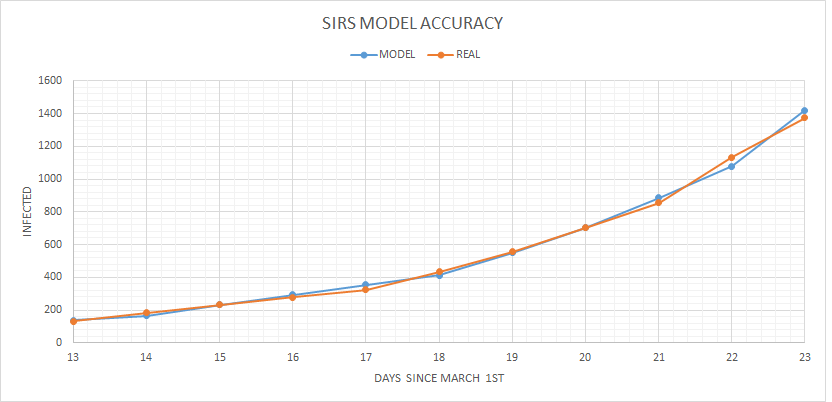 SIRS MODEL ACCURACY
MODEL REAL
1600
1400
1200
1000
800
600
400
200
0
INFECTED
13 14 15 16 17 18 19 20 21 22 23
DAYS SINCE MARCH 1ST